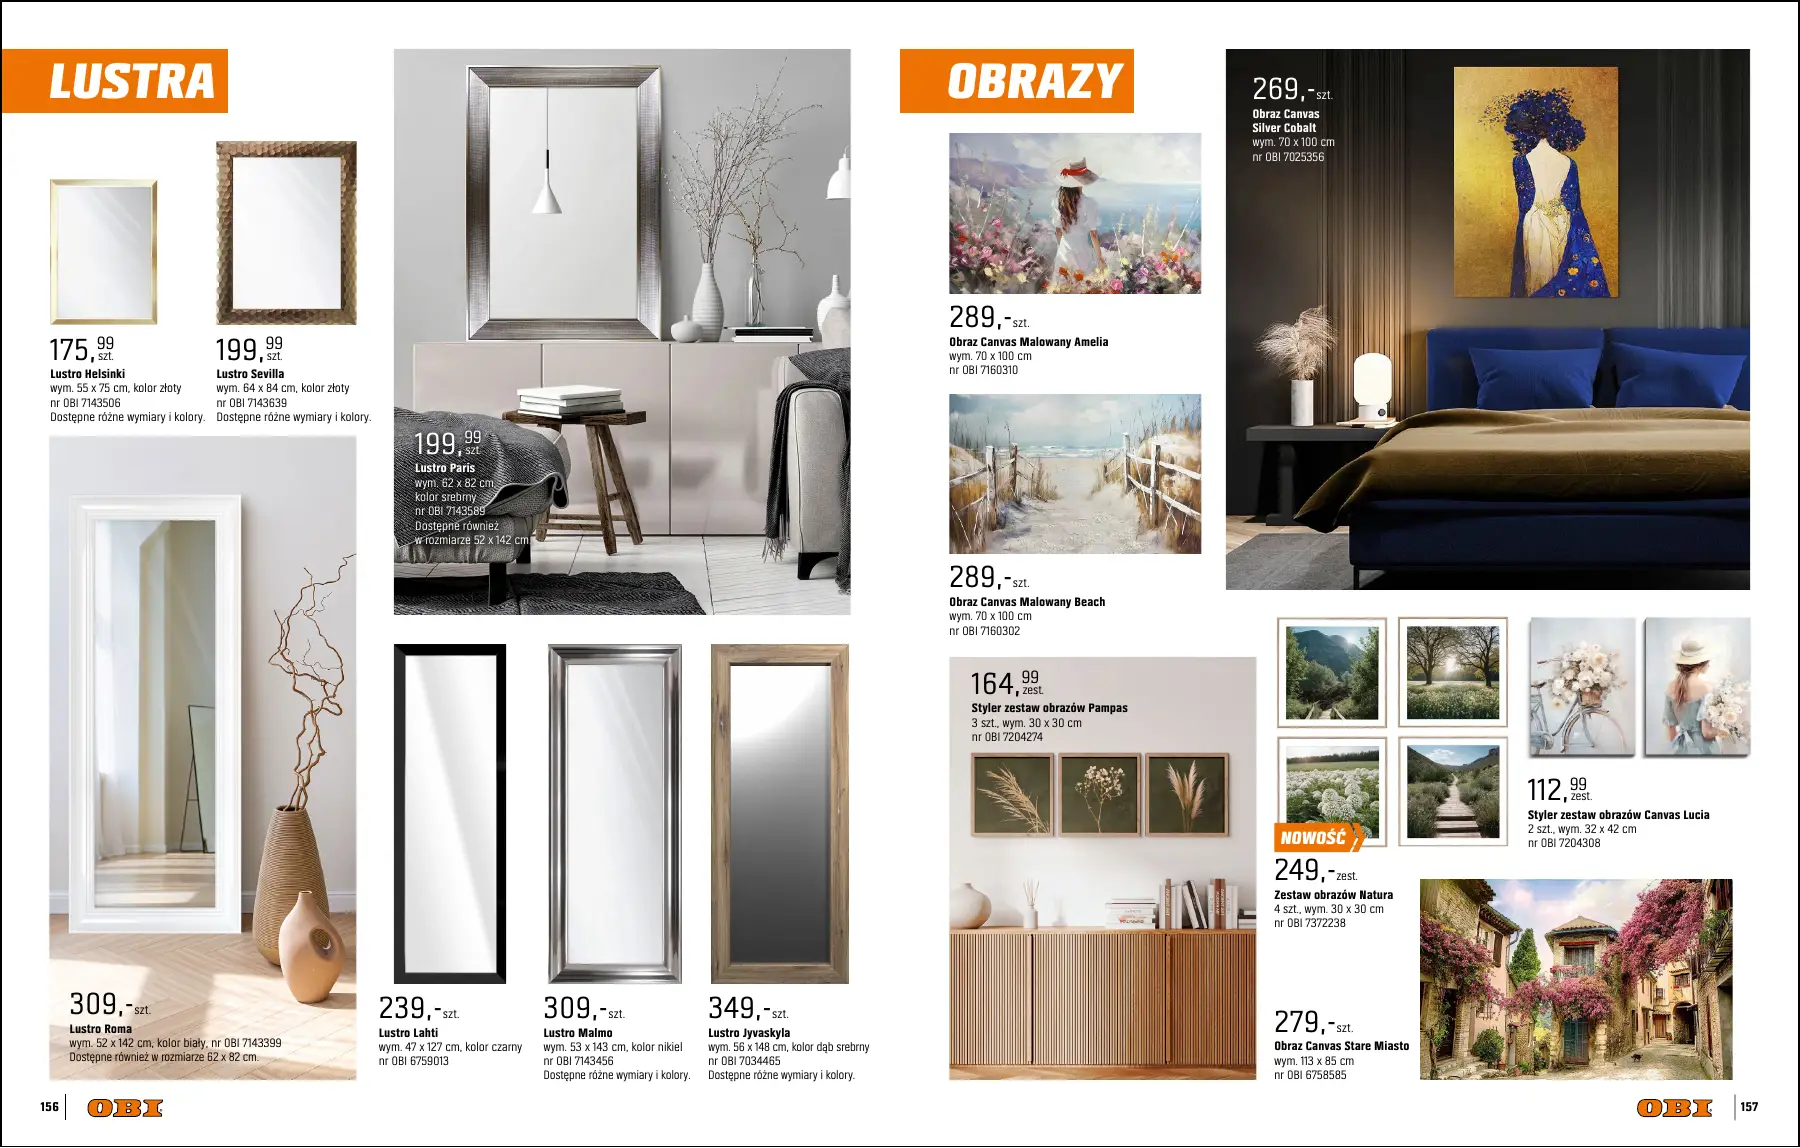 LUSTRA
175,99 szt.
Lustro Helsinki
wym. 55 x 75 cm, kolor złoty
nr OBI 7143506
Dostępne różne wymiary i kolory.
199,99 szt.
Lustro Sevilla
wym. 64 x 84 cm, kolor złoty
nr OBI 7143639
Dostępne różne wymiary i kolory.
199,99 szt.
Lustro Paris
wym. 62 x 82 cm
kolor srebrny
nr OBI 7143589
Dostępne również
w rozmiarze 52 x 142 cm
309,-szt.
Lustro Roma
wym. 52 x 142 cm, kolor biały, nr OBI 7143399
Dostępne również w rozmiarze 62 x 82 cm.
239,-szt.
Lustro Lahti
wym. 47 x 127 cm, kolor czarny
nr OBI 6759013
309,-szt.
Lustro Malmo
wym. 53 x 143 cm, kolor nikiel
nr OBI 7143456
Dostępne różne wymiary i kolory.
349,-szt.
Lustro Jyvaskyla
wym. 56 x 148 cm, kolor dąb srebrny
nr OBI 7034465
Dostępne różne wymiary i kolory.
156
OBI
OBRAZY
289,-szt.
Obraz Canvas Malowany Amelia
wym. 70 x 100 cm
nr OBI 7160310
289,-szt.
Obraz Canvas Malowany Beach
wym. 70 x 100 cm
nr OBI 7160302
269,-szt.
Obraz Canvas
Silver Cobalt
wym. 70 x 100 cm
nr OBI 7025356
164,99 zest.
Styler zestaw obrazów Pampas
3 szt., wym. 30 x 30 cm
nr OBI 7204274
NOWOŚĆ
249,-zest.
Zestaw obrazów Natura
4 szt., wym. 30 x 30 cm
nr OBI 7372238
112,99 zest.
Styler zestaw obrazów Canvas Lucia
2 szt., wym. 32 x 42 cm
nr OBI 7204308
279,-szt.
Obraz Canvas Stare Miasto
wym. 113 x 85 cm
nr OBI 6758585
OBI
157